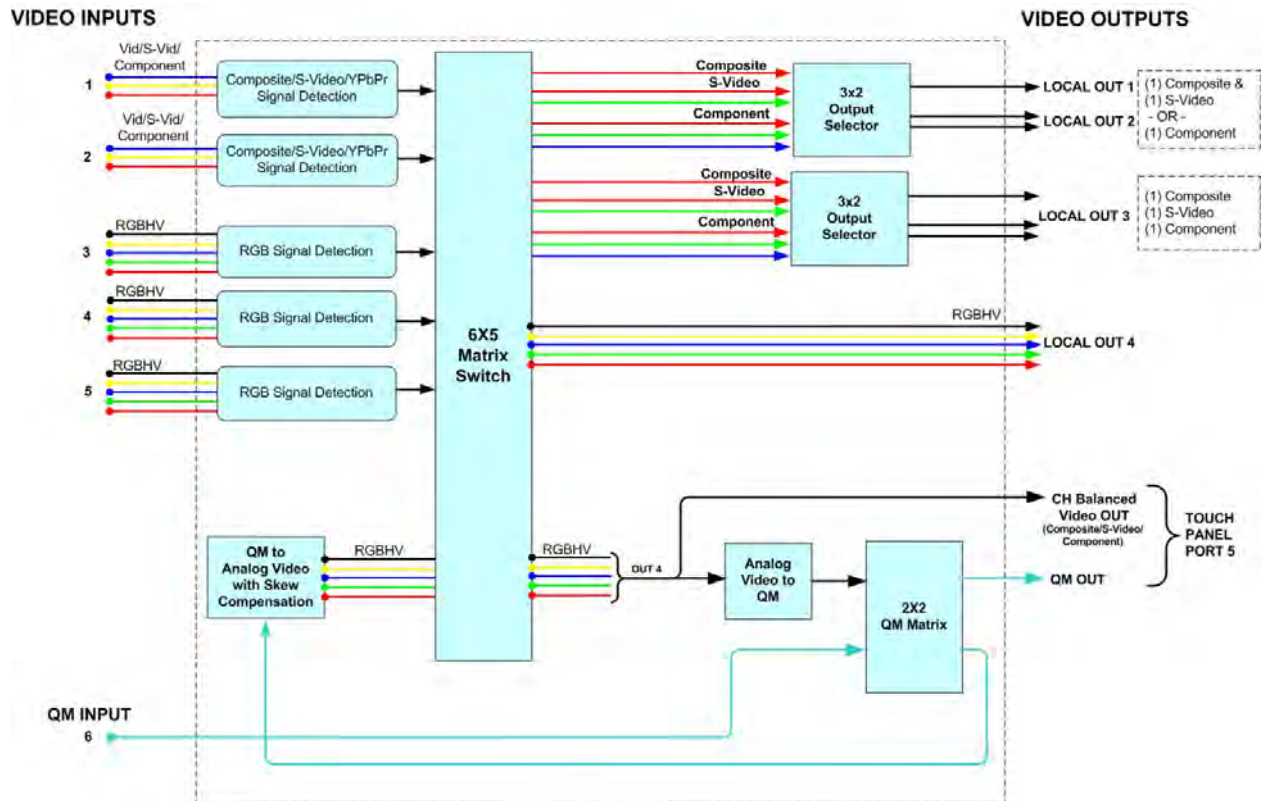 VIDEO INPUTS
VIDEO OUTPUTS
Vid/S-Vid/
Component
1
Composite/S-Video/YPbPr
Signal Detection
Vid/S-Vid/
Component
2
Composite/S-Video/YPbPr
Signal Detection
RGBHV
3
RGB Signal Detection
RGBHV
4
RGB Signal Detection
RGBHV
5
RGB Signal Detection
6X5
Matrix
Switch
Composite
S-Video
Component
3x2
Output
Selector
LOCAL OUT 1
LOCAL OUT 2
(1) Composite &
(1) S-Video
- OR -
(1) Component
Composite
S-Video
Component
3x2
Output
Selector
LOCAL OUT 3
(1) Composite
(1) S-Video
(1) Component
RGBHV
LOCAL OUT 4
QM to
Analog Video
with Skew
Compensation
RGBHV
RGBHV
OUT 4
Analog
Video to
QM
2X2
QM Matrix
CH Balanced
Video OUT
(Composite/S-Video/
Component)
QM OUT
TOUCH
PANEL
PORT 5
QM INPUT
6